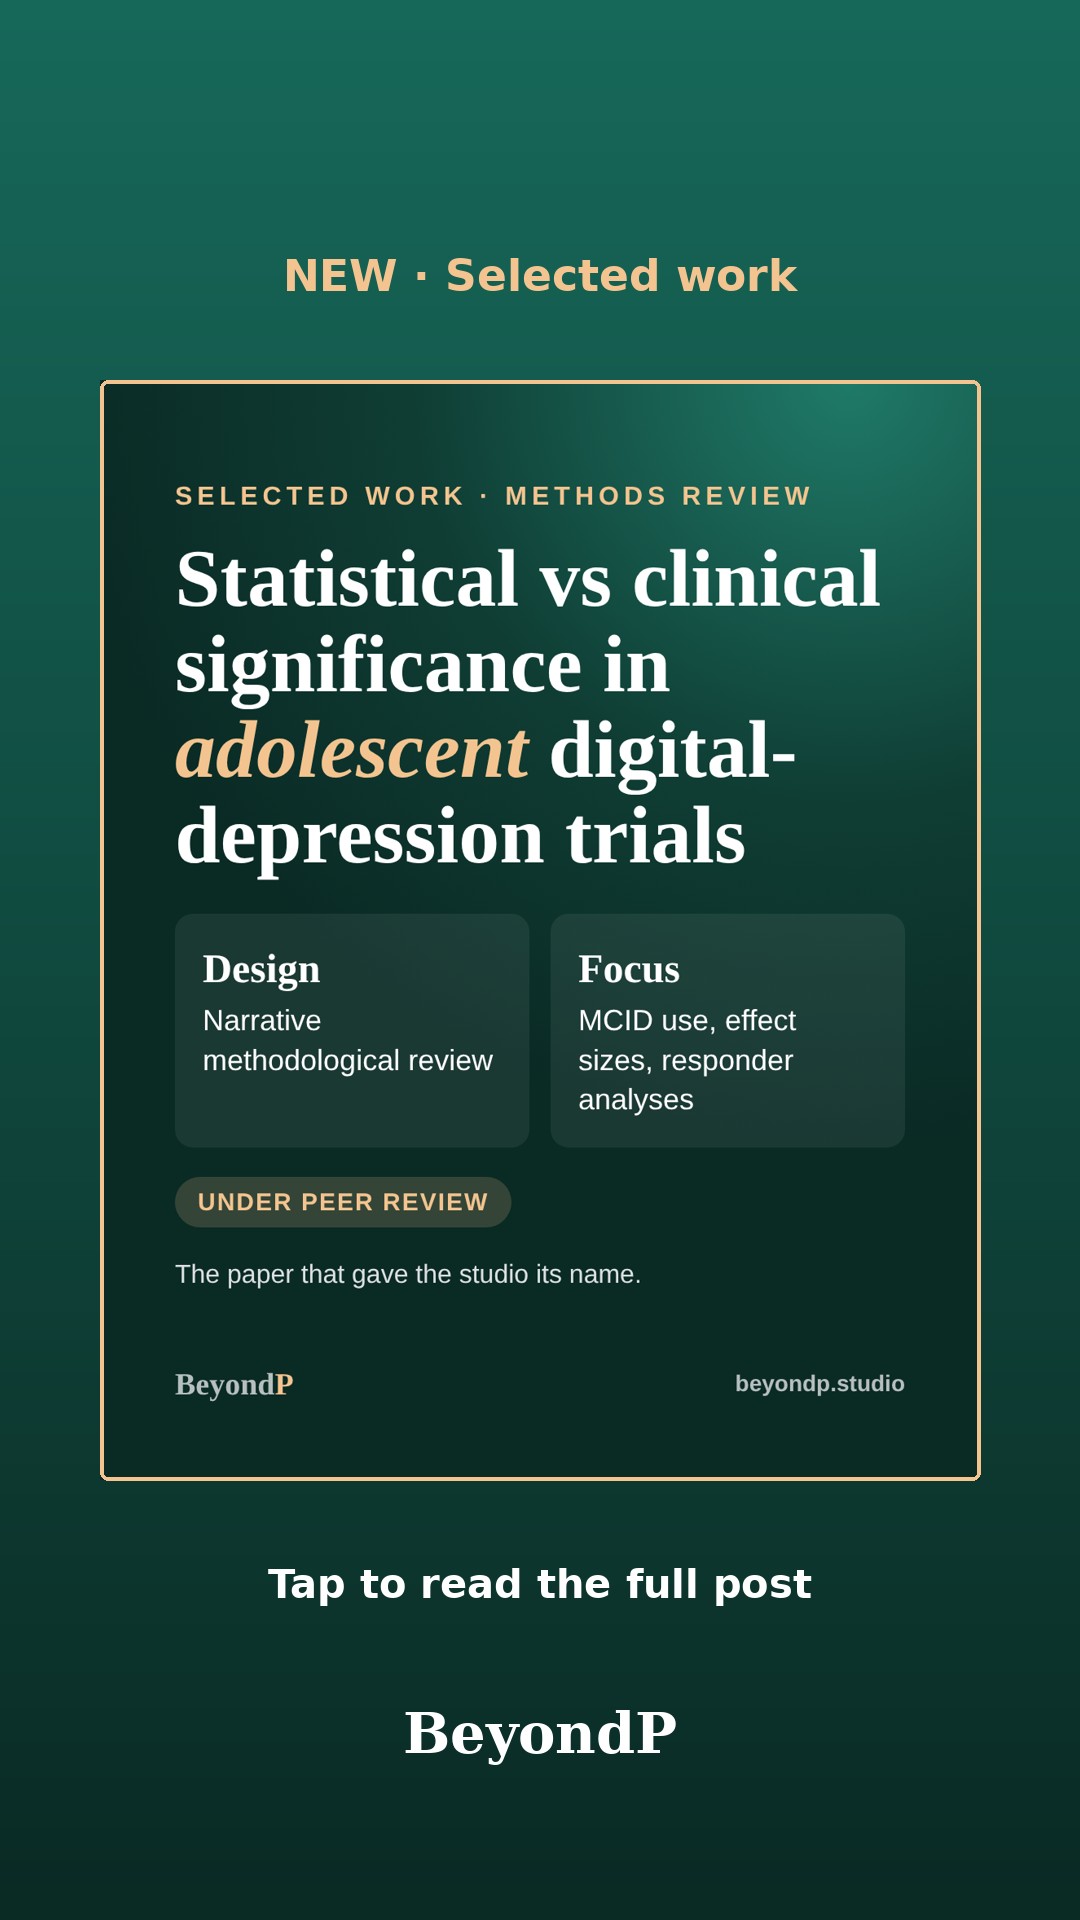 NEW · Selected work
SELECTED WORK · METHODS REVIEW
Statistical vs clinical
significance in
adolescent digital-
depression trials
Design
Narrative
methodological review
Focus
MCID use, effect
sizes, responder
analyses
UNDER PEER REVIEW
The paper that gave the studio its name.
BeyondP
beyondp.studio
Tap to read the full post
BeyondP